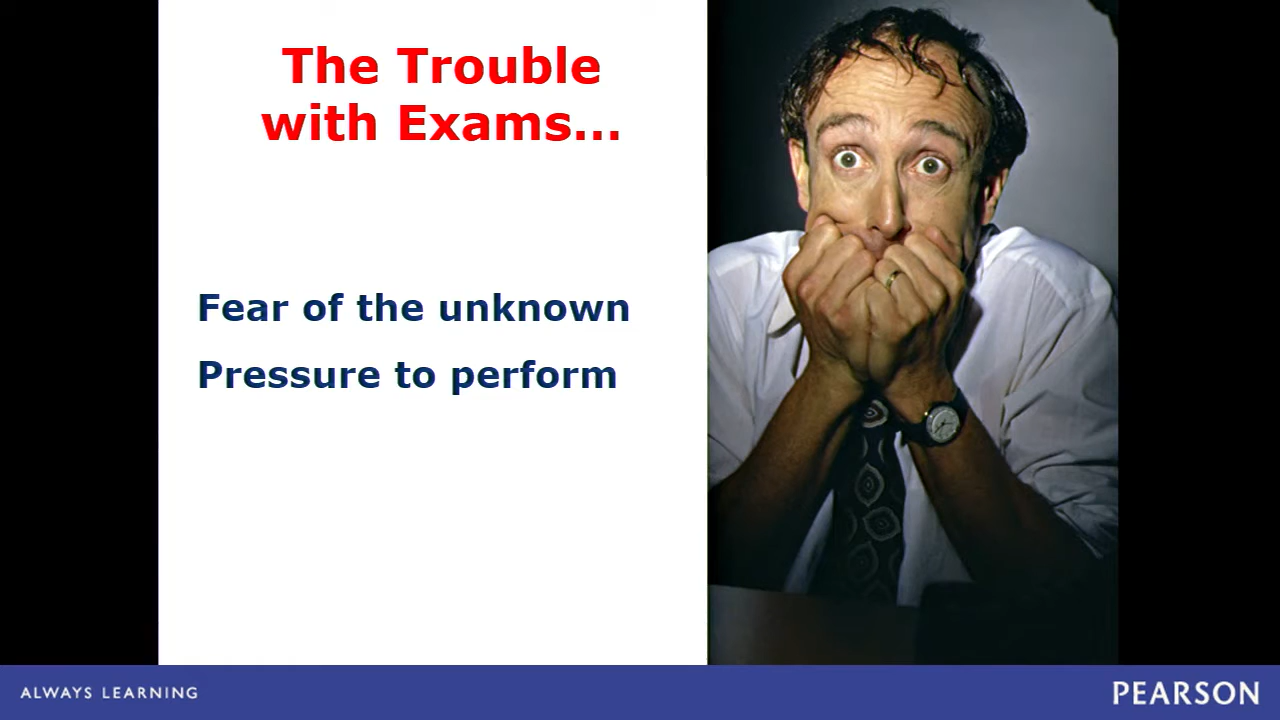 The Trouble
with Exams...
Fear of the unknown
Pressure to perform
ALWAYS LEARNING
PEARSON